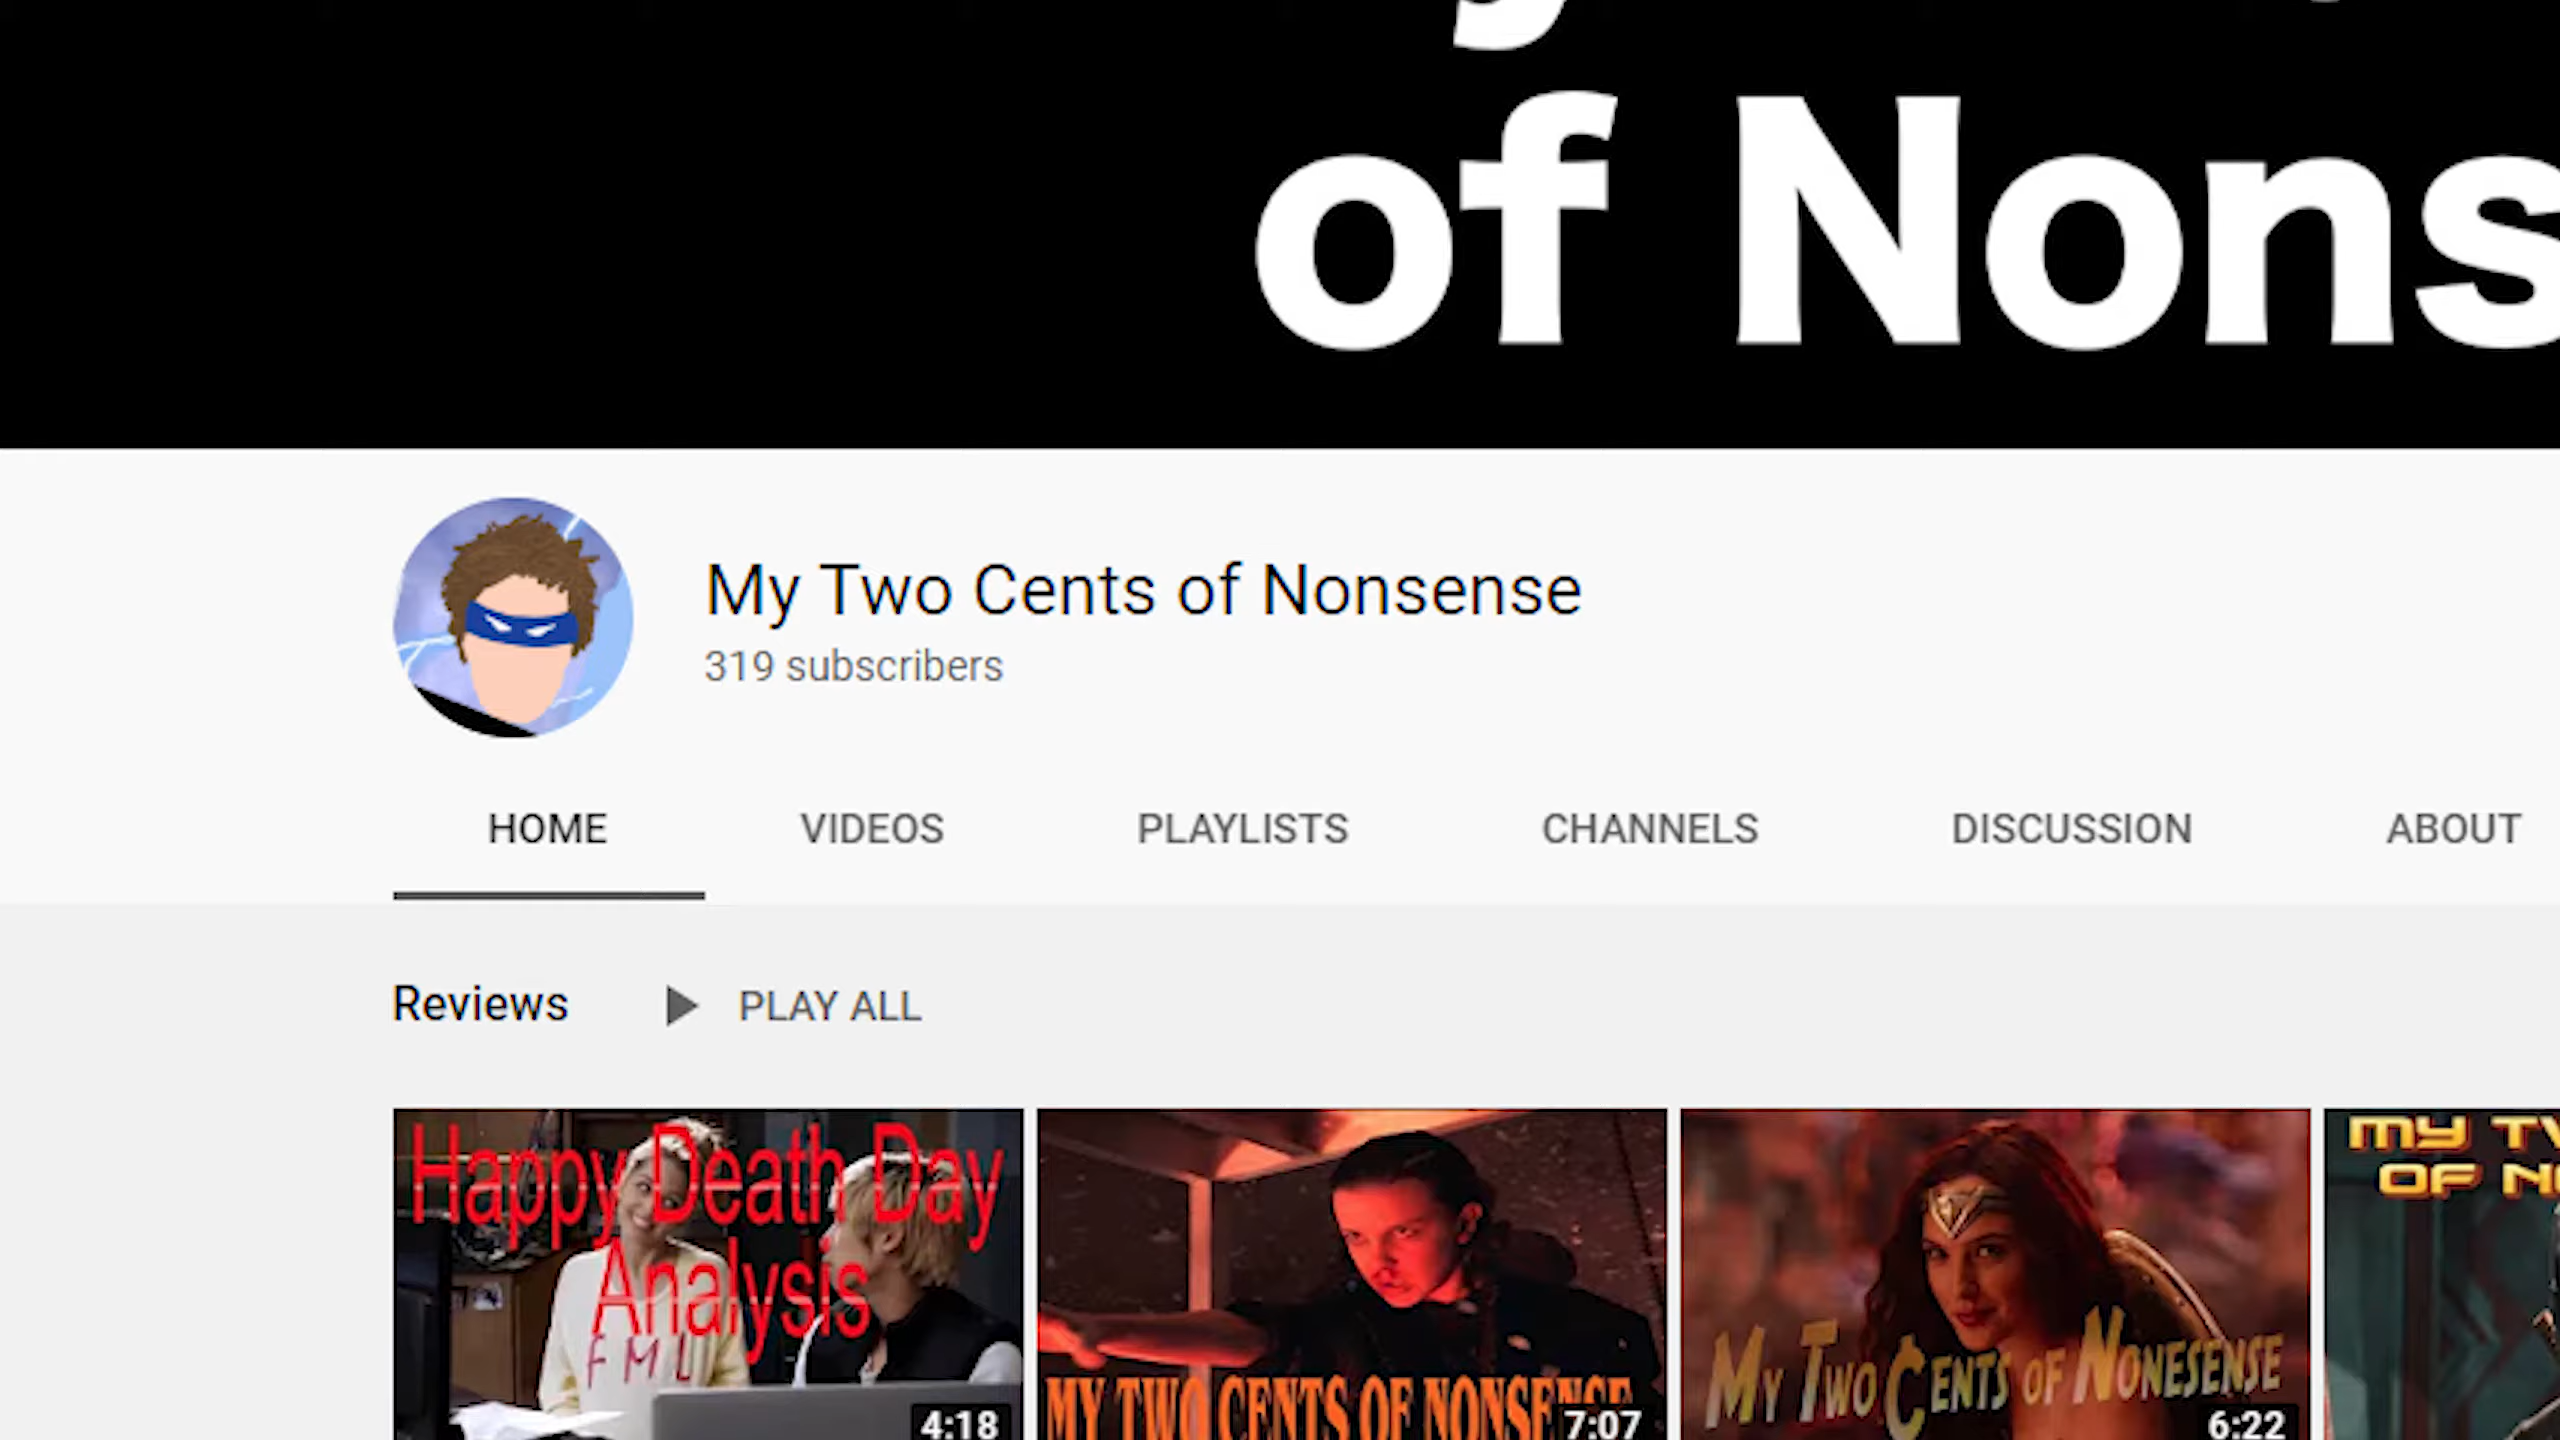 of Nons
My Two Cents of Nonsense
319 subscribers
HOME VIDEOS PLAYLISTS CHANNELS DISCUSSION ABOUT
Reviews PLAY ALL
Happy Death Day
Analysis
FML
4:18
MY TWO CENTS OF NONSENSE
7:07
MY TWO CENTS OF NONESENSE
6:22
MY TW
OF N